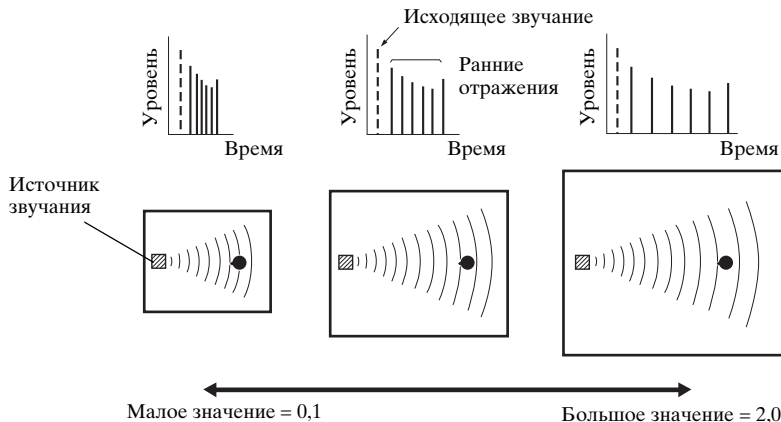 Исходящее звучание
Уровень
Время
Уровень
Ранние
отражения
Время
Уровень
Время
Источник
звучания
Малое значение = 0,1
Большое значение = 2,0